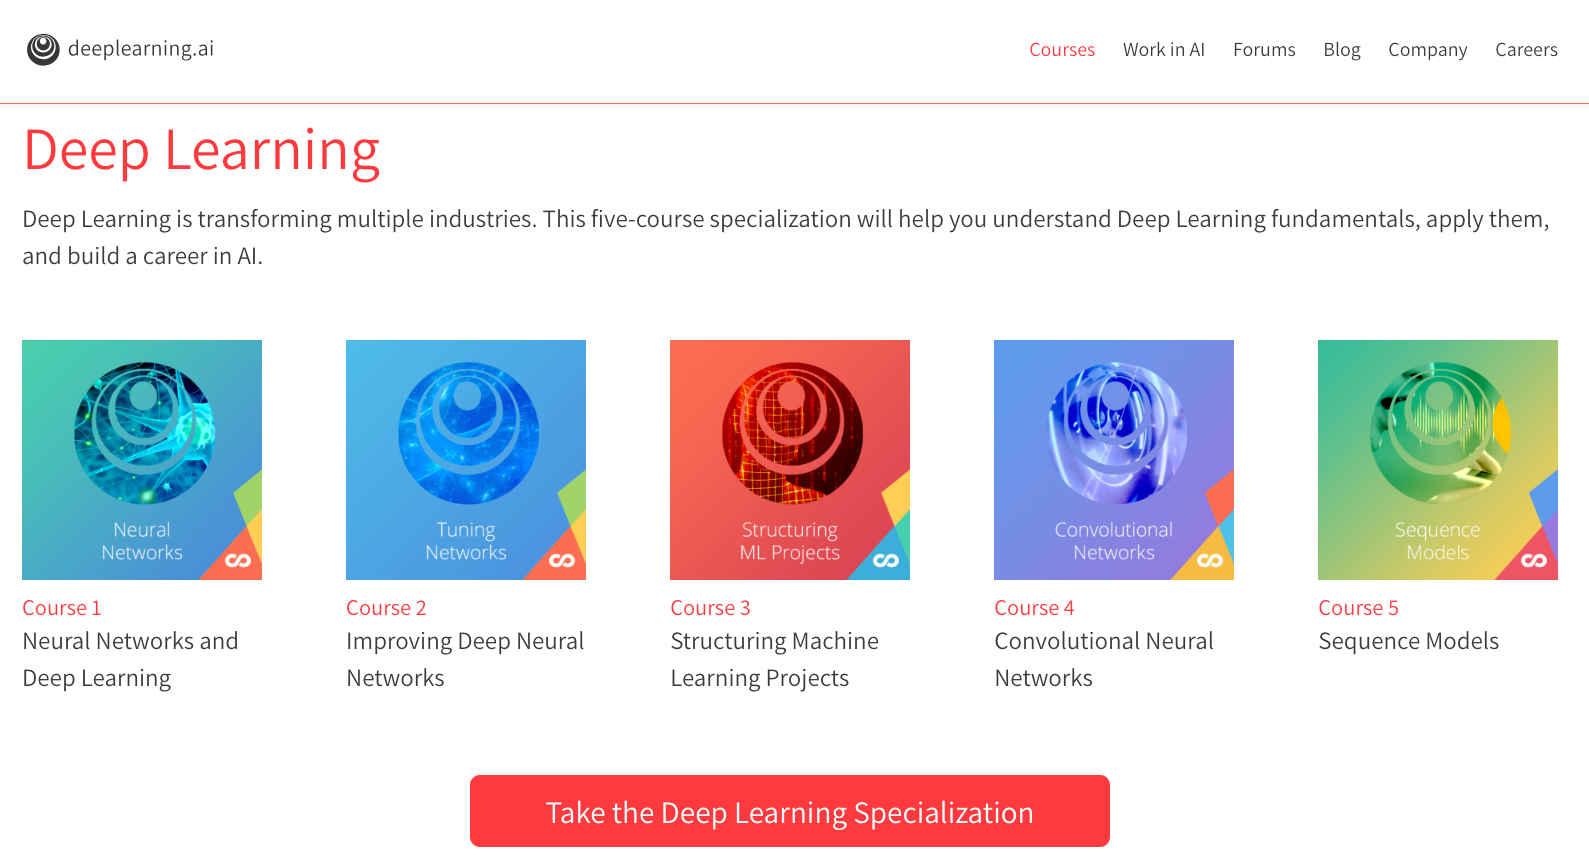 deeplearning.ai
Courses Work in AI Forums Blog Company Careers
Deep Learning
Deep Learning is transforming multiple industries. This five-course specialization will help you understand Deep Learning fundamentals, apply them,
and build a career in AI.
Neural
Networks
Tuning
Networks
Structuring
ML Projects
Convolutional
Networks
Sequence
Models
Course 1
Neural Networks and
Deep Learning
Course 2
Improving Deep Neural
Networks
Course 3
Structuring Machine
Learning Projects
Course 4
Convolutional Neural
Networks
Course 5
Sequence Models
Take the Deep Learning Specialization